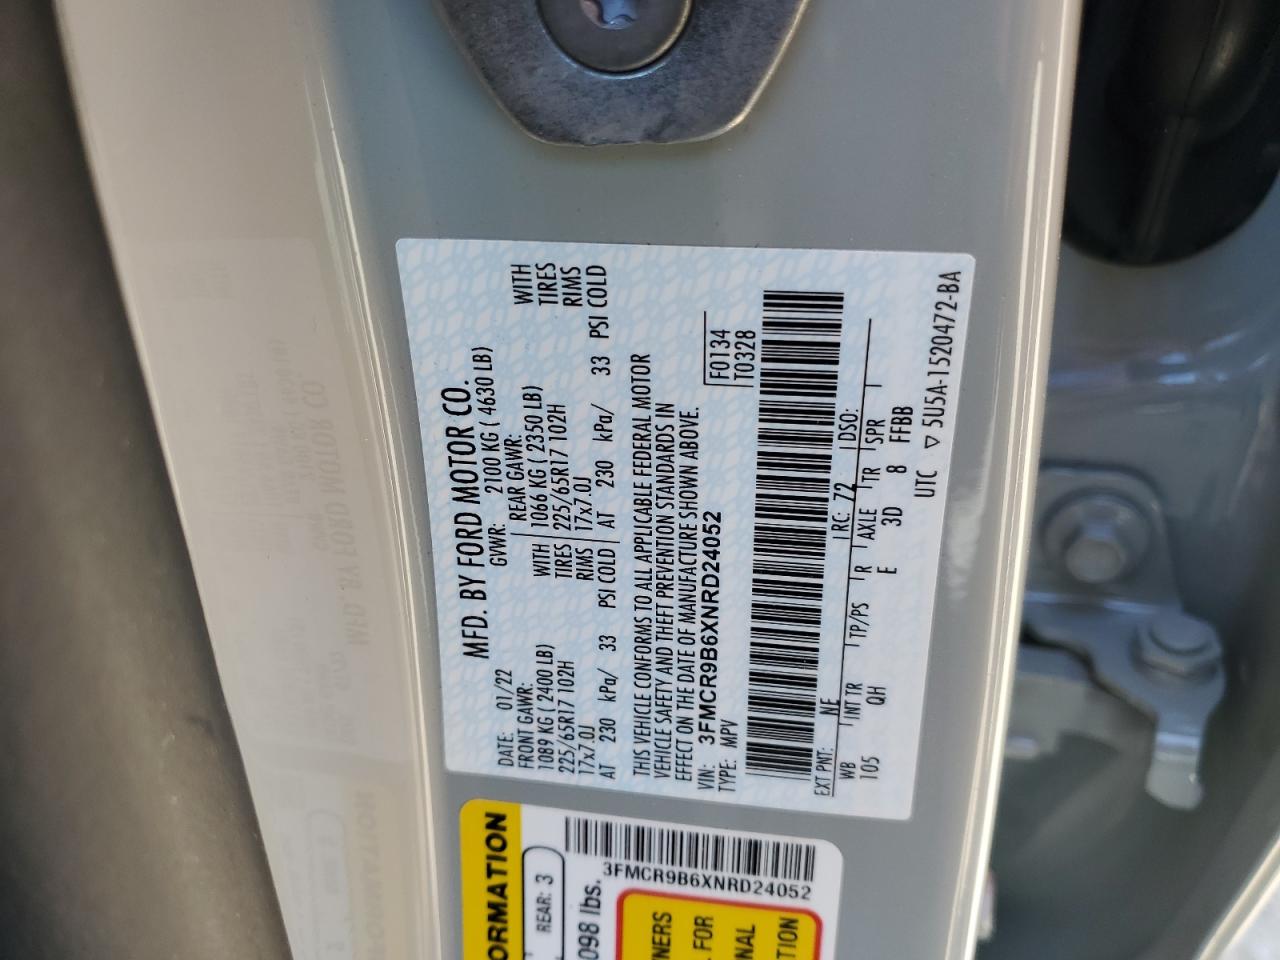 MFD. BY FORD MOTOR CO.
DATE: 01/22 GVWR: 2100 KG ( 4630 LB)
FRONT GAWR: REAR GAWR:
1089 KG ( 2400 LB) WITH 1066 KG ( 2350 LB) WITH
225/65R17 102H TIRES 225/65R17 102H TIRES
17x7.0J RIMS 17x7.0J RIMS
AT 230 kPa/ 33 PSI COLD AT 230 kPa/ 33 PSI COLD
THIS VEHICLE CONFORMS TO ALL APPLICABLE FEDERAL MOTOR
VEHICLE SAFETY AND THEFT PREVENTION STANDARDS IN
EFFECT ON THE DATE OF MANUFACTURE SHOWN ABOVE.
VIN: 3FMCR9B6XNRD24052 F0134
TYPE: MPV T0328
EXT PNT: NE RC: 72 DSO:
WB INT TR TP/PS R AXLE TR SPR
105 QH E 3D 8 FFBB
UTC ▽ 5U5A-1520472-BA
ORMATION
REAR: 3
098 lbs.
3FMCR9B6XNRD24052
NERS
FOR
NAL
TION